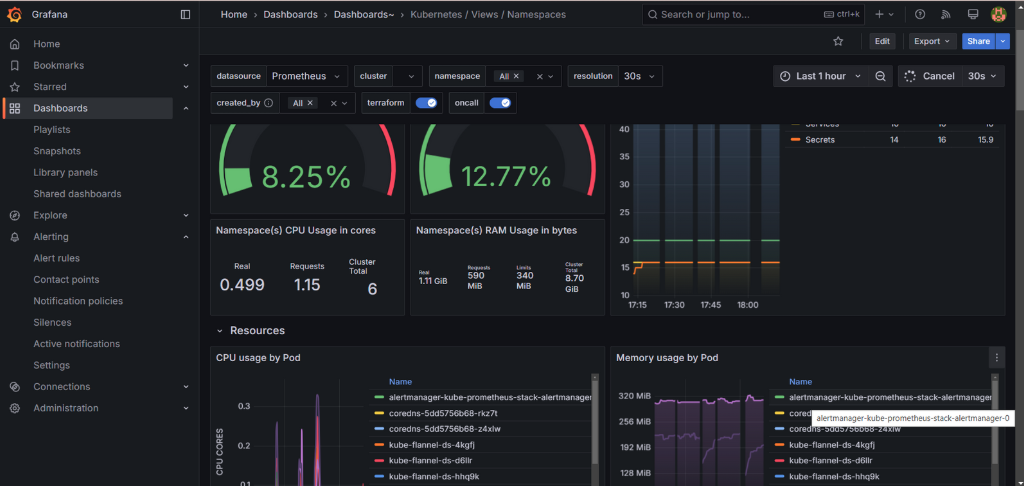 Grafana
Home > Dashboards > Dashboards~ > Kubernetes / Views / Namespaces
Search or jump to...
ctrl+k
Edit
Export
Share
Home
Bookmarks
Starred
Dashboards
Playlists
Snapshots
Library panels
Shared dashboards
Explore
Alerting
Alert rules
Contact points
Notification policies
Silences
Active notifications
Settings
Connections
Administration
datasource Prometheus
cluster
namespace All
resolution 30s
Last 1 hour
Cancel 30s
created_by All
terraform
oncall
8.25%
12.77%
40
35
30
25
20
15
10
17:15 17:30 17:45 18:00
Secrets 14 16 15.9
Namespace(s) CPU Usage in cores
Real
0.499
Requests
1.15
Cluster
Total
6
Namespace(s) RAM Usage in bytes
Real
1.11 GiB
Requests
590
MiB
Limits
340
MiB
Cluster
Total
8.70
GiB
Resources
CPU usage by Pod
CPU CORES
0.3
0.2
0.1
Name
alertmanager-kube-prometheus-stack-alertmanager
coredns-5dd5756b68-rkz7t
coredns-5dd5756b68-z4xlw
kube-flannel-ds-4kgfj
kube-flannel-ds-d6llr
kube-flannel-ds-hhq9k
Memory usage by Pod
320 MiB
256 MiB
192 MiB
128 MiB
Name
alertmanager-kube-prometheus-stack-alertmanager
alertmanager-kube-prometheus-stack-alertmanager-0
coredns-5dd5756b68-z4xlw
kube-flannel-ds-4kgfj
kube-flannel-ds-d6llr
kube-flannel-ds-hhq9k